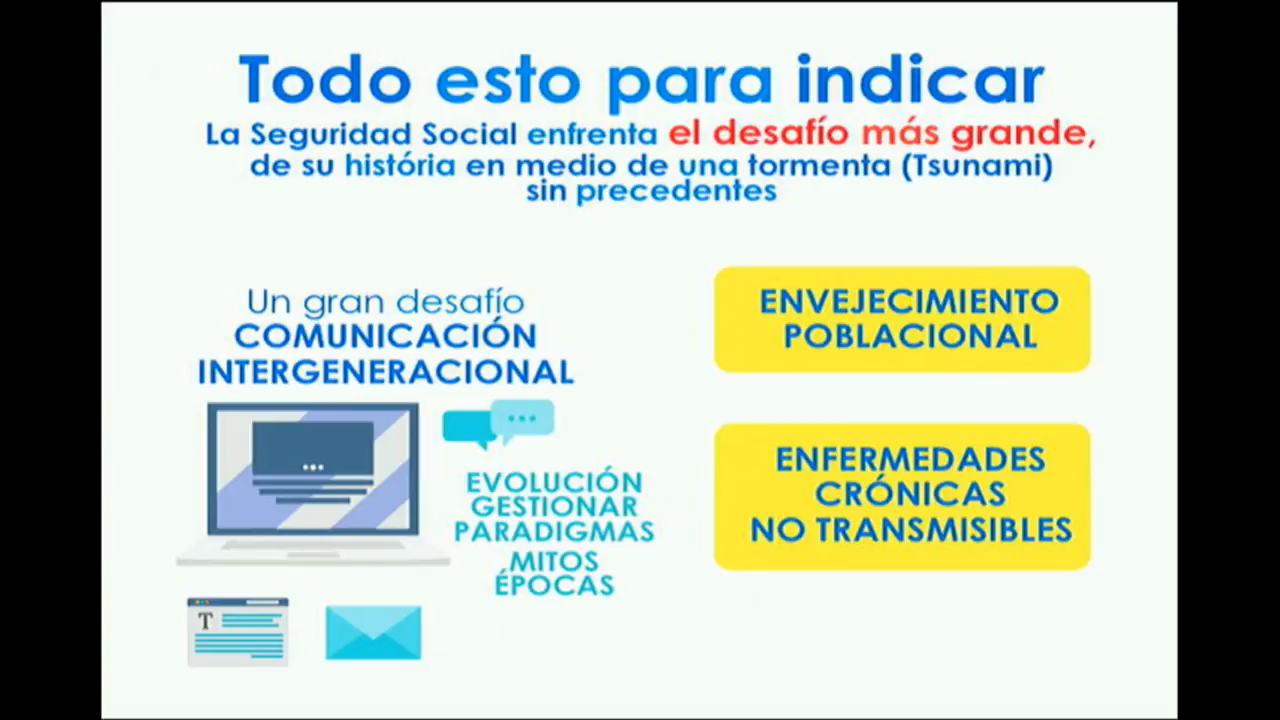 Todo esto para indicar
La Seguridad Social enfrenta el desafío más grande,
de su história en medio de una tormenta (Tsunami)
sin precedentes
Un gran desafío
COMUNICACIÓN
INTERGENERACIONAL
EVOLUCIÓN
GESTIONAR
PARADIGMAS
MITOS
ÉPOCAS
T
ENVEJECIMIENTO
POBLACIONAL
ENFERMEDADES
CRÓNICAS
NO TRANSMISIBLES